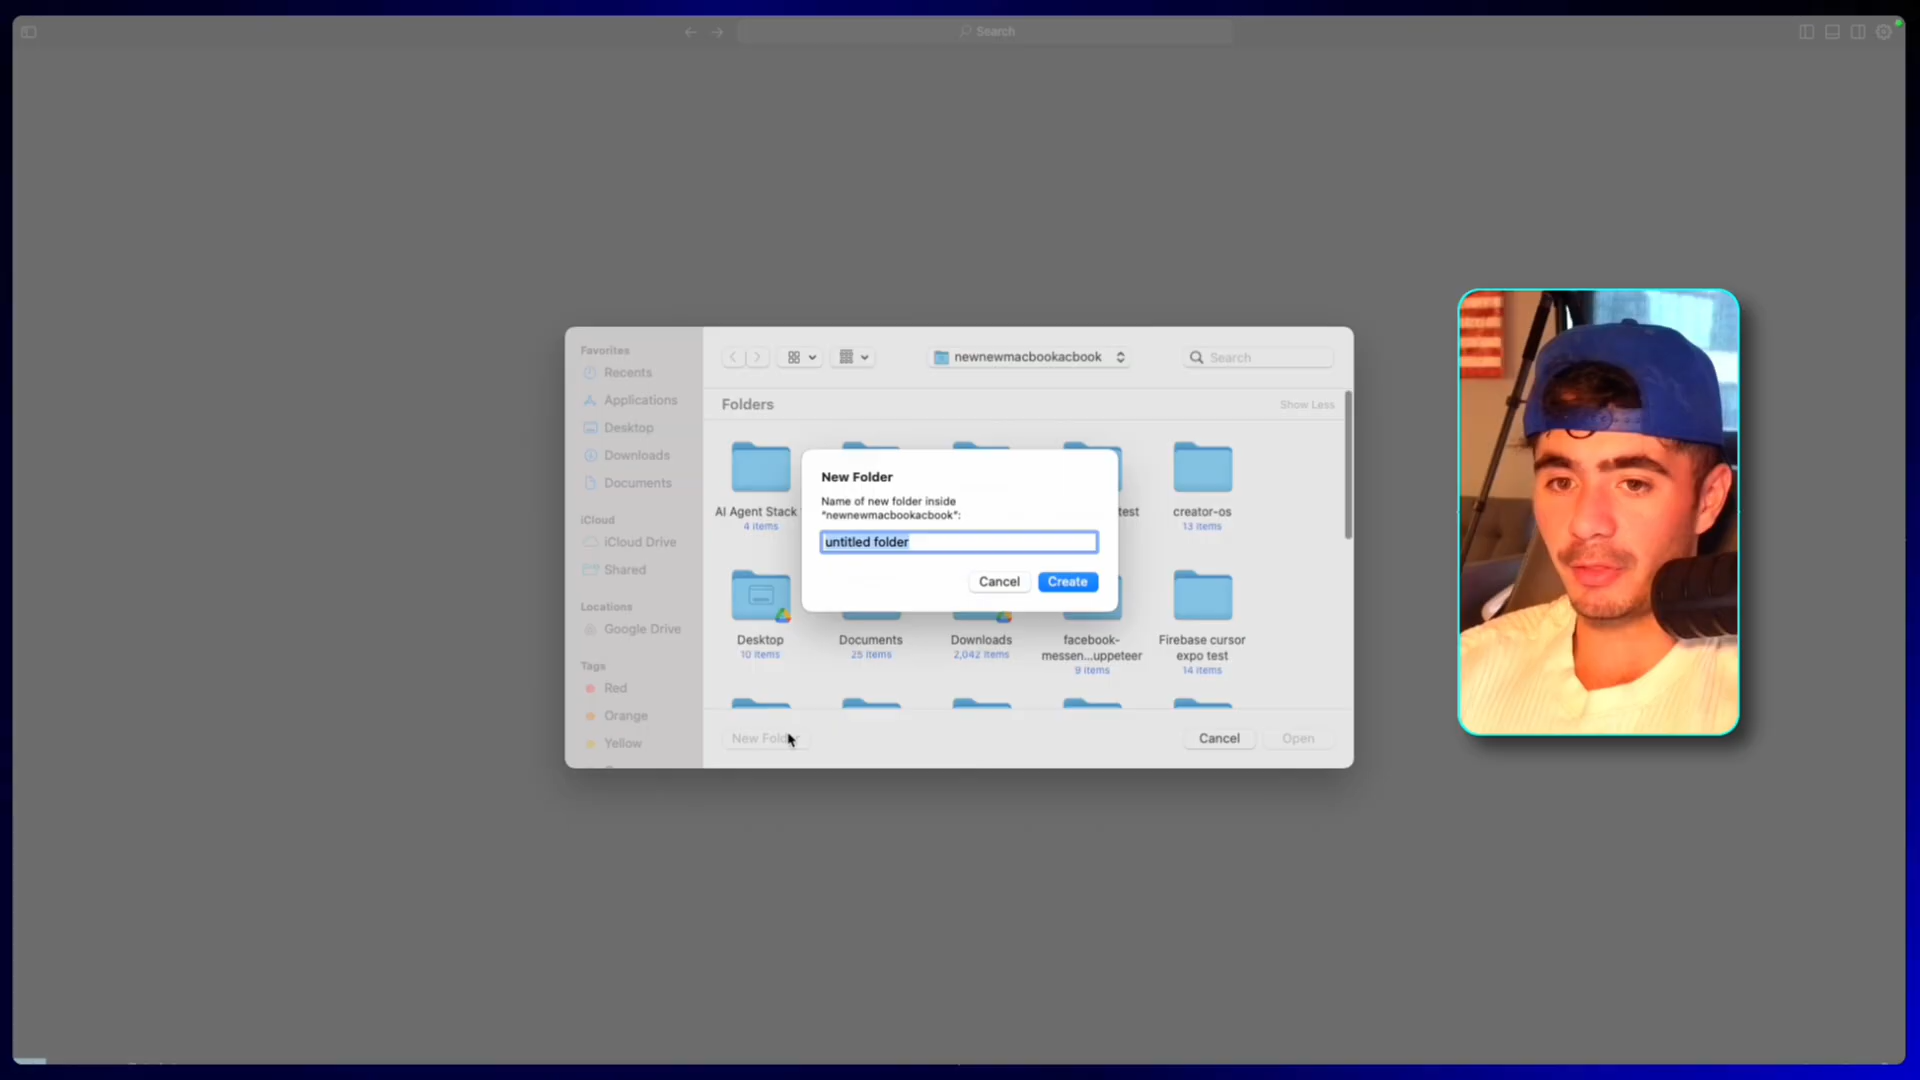 Search
Favorites
Recents
Applications
Desktop
Downloads
Documents
iCloud
iCloud Drive
Shared
Locations
Google Drive
Tags
Red
Orange
Yellow
newnewmacbookacbook
Search
Folders
Show Less
AI Agent Stack
4 items
test
creator-os
13 items
New Folder
Name of new folder inside
"newnewmacbookacbook":
untitled folder
Cancel
Create
Desktop
10 items
Documents
25 items
Downloads
2,042 items
facebook-
messen...uppeteer
9 items
Firebase cursor
expo test
14 items
New Folder
Cancel
Open